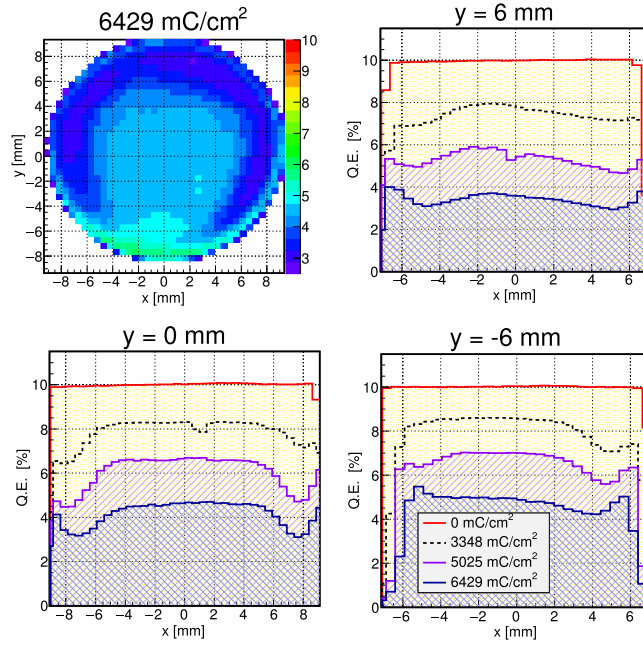 6429 mC/cm²
y [mm]
8
6
4
2
0
−2
−4
−6
−8
−8 −6 −4 −2 0 2 4 6 8
x [mm]
10
9
8
7
6
5
4
3
y = 6 mm
Q.E. [%]
10
8
6
4
2
0
−6 −4 −2 0 2 4 6
x [mm]
y = 0 mm
Q.E. [%]
10
8
6
4
2
0
−8 −6 −4 −2 0 2 4 6 8
x [mm]
y = -6 mm
Q.E. [%]
10
8
6
4
2
0
0 mC/cm²
3348 mC/cm²
5025 mC/cm²
6429 mC/cm²
−6 −4 −2 0 2 4 6
x [mm]